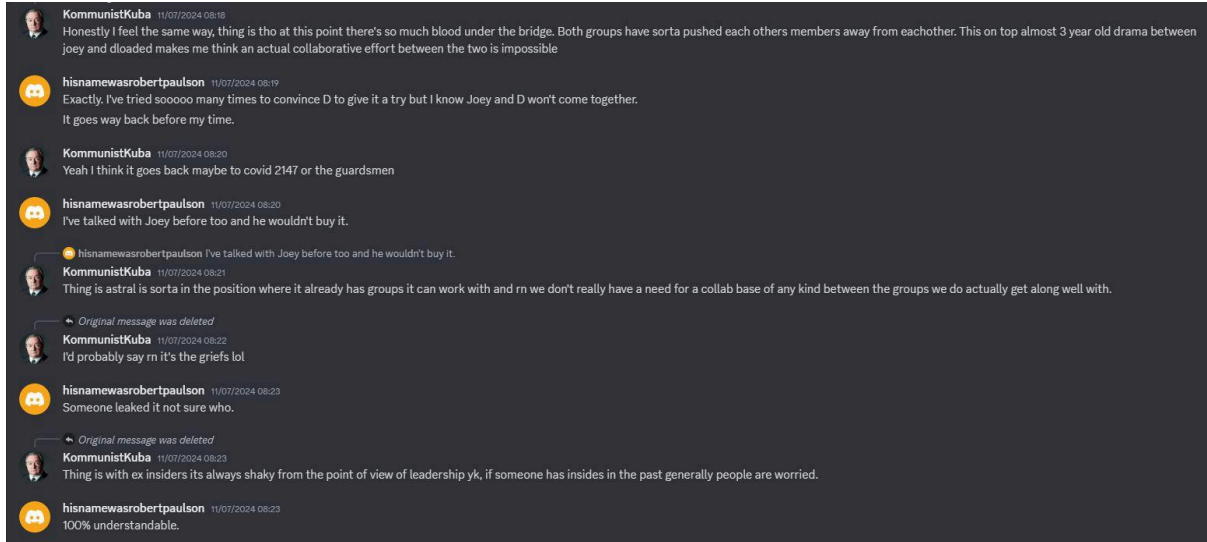 KommunistKuba 11/07/2024 08:18
Honestly I feel the same way, thing is tho at this point there's so much blood under the bridge. Both groups have sorta pushed each others members away from eachother. This on top almost 3 year old drama between
joey and dloaded makes me think an actual collaborative effort between the two is impossible
hisnamewasrobertpaulson 11/07/2024 08:19
Exactly. I've tried sooooo many times to convince D to give it a try but I know Joey and D won't come together.
It goes way back before my time.
KommunistKuba 11/07/2024 08:20
Yeah I think it goes back maybe to covid 2147 or the guardsmen
hisnamewasrobertpaulson 11/07/2024 08:20
I've talked with Joey before too and he wouldn't buy it.
hisnamewasrobertpaulson I've talked with Joey before too and he wouldn't buy it.
KommunistKuba 11/07/2024 08:21
Thing is astral is sorta in the position where it already has groups it can work with and rn we don't really have a need for a collab base of any kind between the groups we do actually get along well with.
Original message was deleted
KommunistKuba 11/07/2024 08:22
I'd probably say rn it's the griefs lol
hisnamewasrobertpaulson 11/07/2024 08:23
Someone leaked it not sure who.
Original message was deleted
KommunistKuba 11/07/2024 08:23
Thing is with ex insiders its always shaky from the point of view of leadership yk, if someone has insides in the past generally people are worried.
hisnamewasrobertpaulson 11/07/2024 08:23
100% understandable.